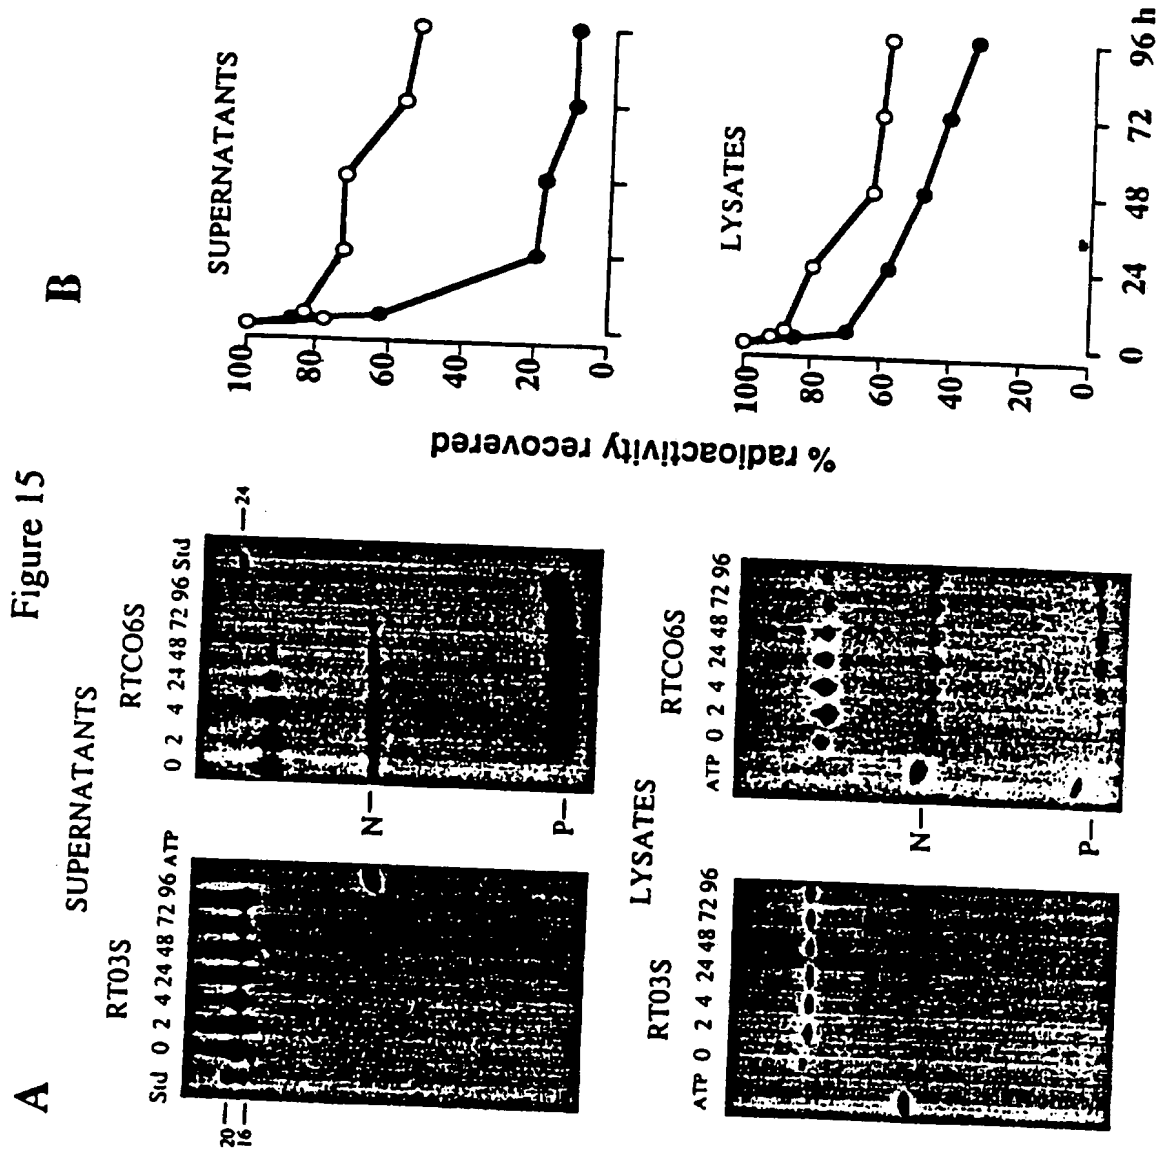 Figure 15
A
SUPERNATANTS
RT03S
Std 0 2 4 24 48 72 96 ATP
20
16
RTCO6S
0 2 4 24 48 72 96 Std
24
N
P
LYSATES
RT03S
ATP 0 2 4 24 48 72 96
RTCO6S
ATP 0 2 4 24 48 72 96
N
P
B
% radioactivity recovered
SUPERNATANTS
100
80
60
40
20
0
LYSATES
100
80
60
40
20
0
0 24 48 72 96 h